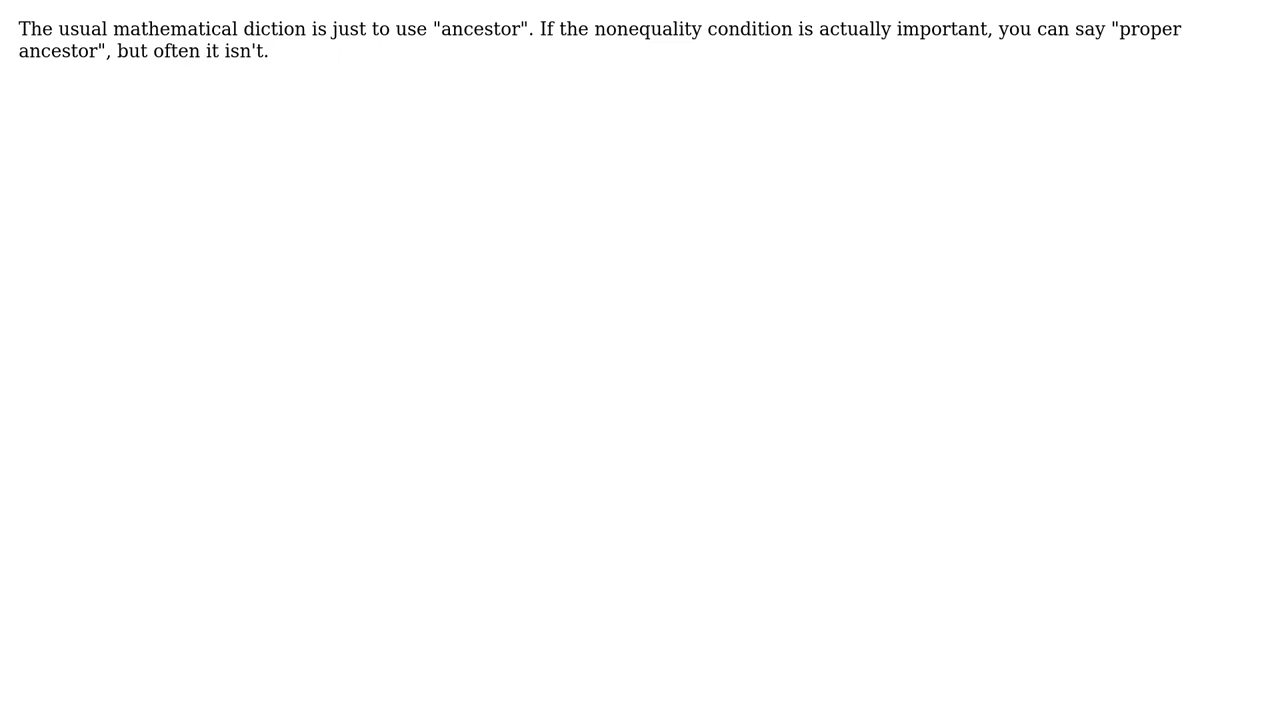 The usual mathematical diction is just to use "ancestor". If the nonequality condition is actually important, you can say "proper
ancestor", but often it isn't.